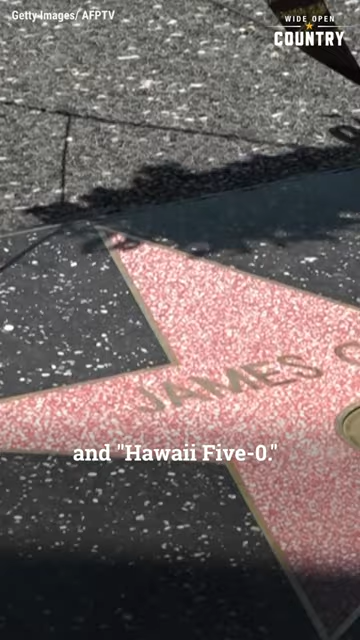 Getty Images/ AFPTV
WIDE OPEN
COUNTRY
JAMES
and "Hawaii Five-0."